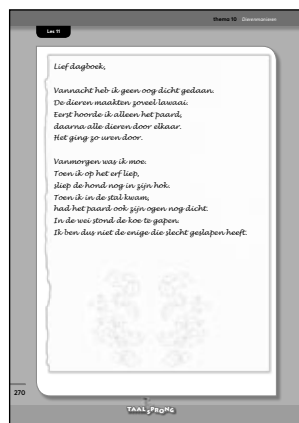 thema 10 Dierenmanieren
Les 11
Lief dagboek,
Vannacht heb ik geen oog dicht gedaan.
De dieren maakten zoveel lawaai.
Eerst hoorde ik alleen het paard,
daarna alle dieren door elkaar.
Het ging zo uren door.
Vanmorgen was ik moe.
Toen ik op het erf liep,
sliep de hond nog in zijn hok.
Toen ik in de stal kwam,
had het paard ook zijn ogen nog dicht.
In de wei stond de koe te gapen.
Ik ben dus niet de enige die slecht geslapen heeft.
270
TAALSPRONG